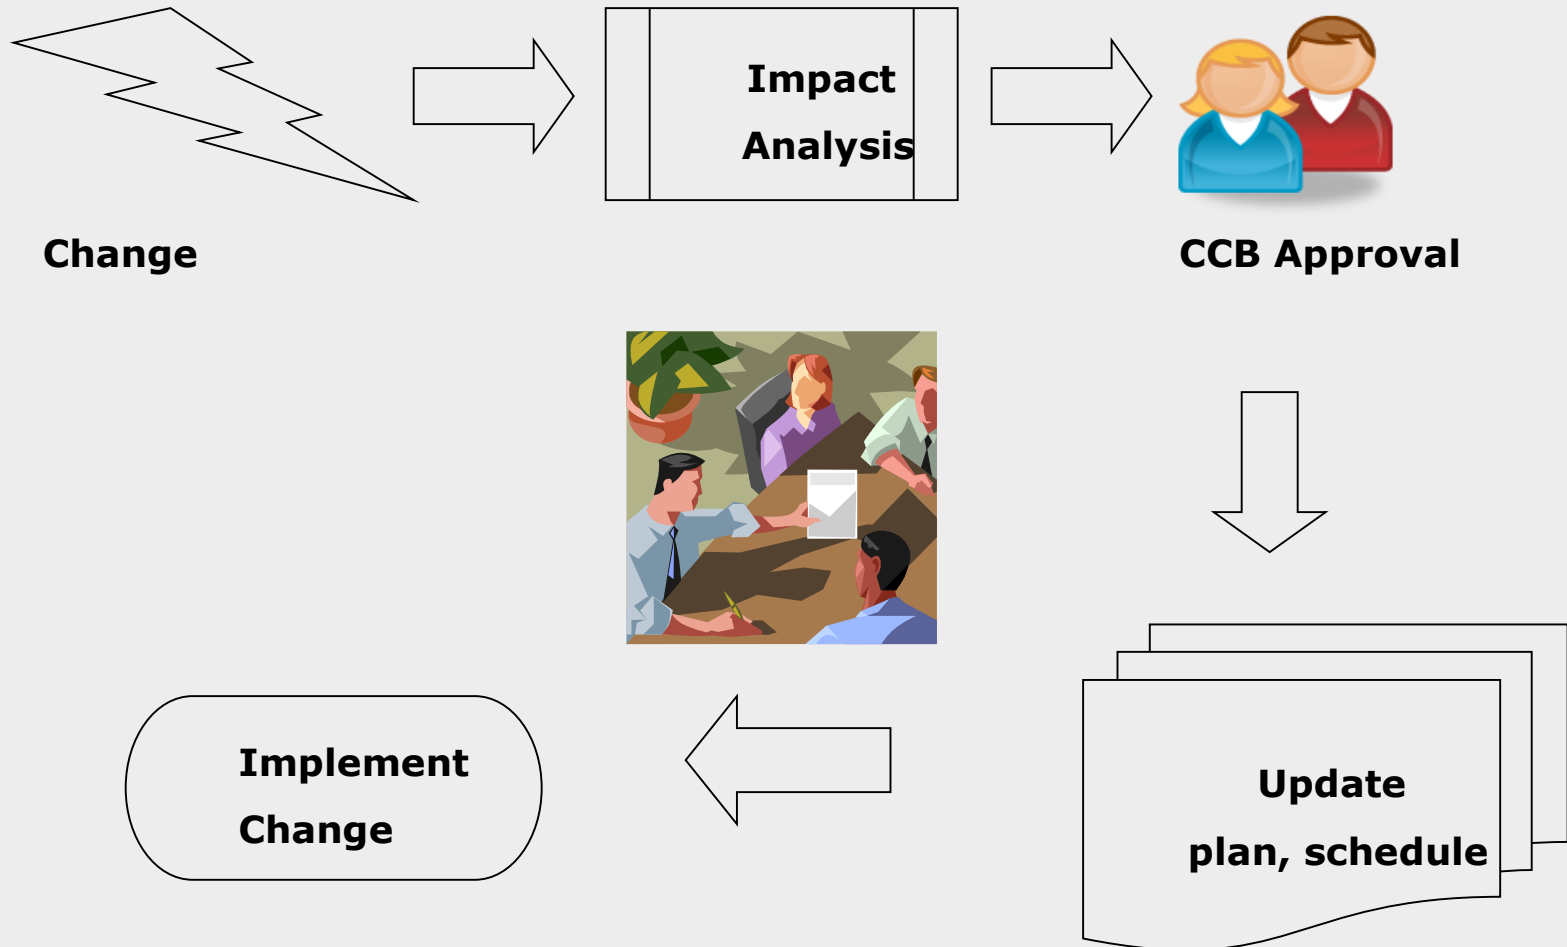 Impact
Analysis
Change
CCB Approval
Implement
Change
Update
plan, schedule